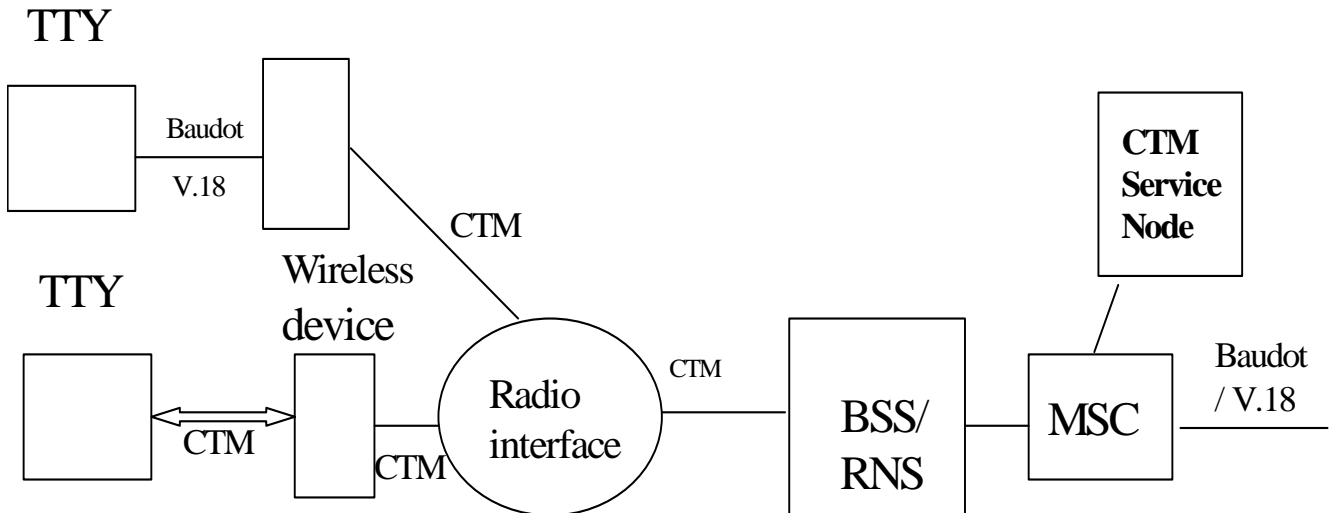 TTY
Baudot
V.18
CTM
Service
Node
CTM
Wireless
device
TTY
CTM
CTM
Radio
interface
CTM
BSS/
RNS
MSC
Baudot
/ V.18